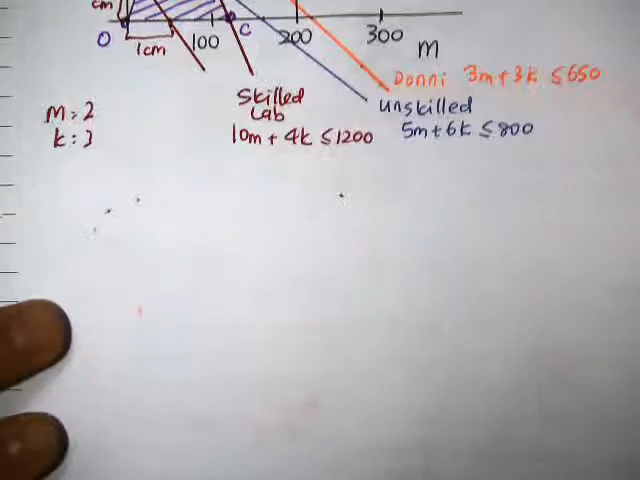 cm
O
1cm
100
C
200
300
m
Donni 3m+3k ≤650
Skilled
Lab
10m + 4k ≤1200
unskilled
5m+6k ≤800
M = 2
k = 3